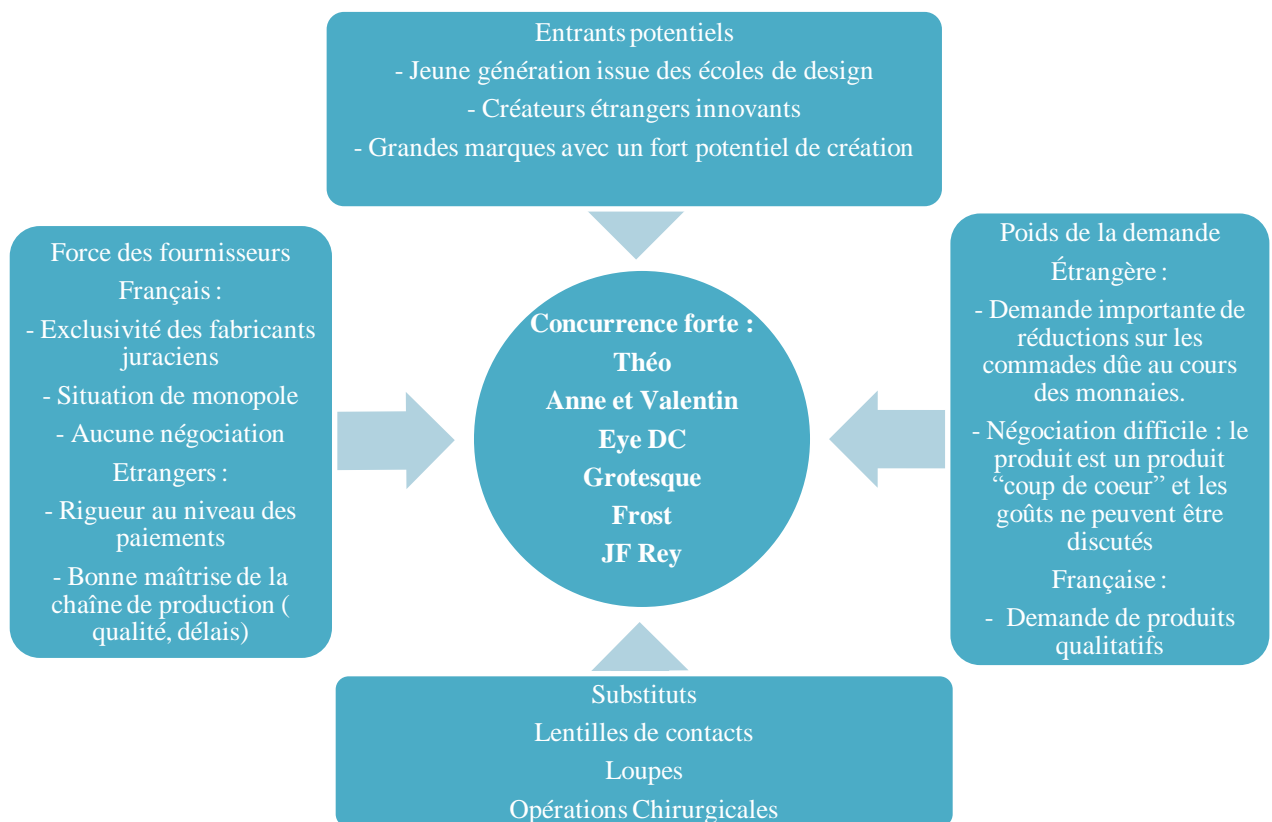 Entrants potentiels
- Jeune génération issue des écoles de design
- Créateurs étrangers innovants
- Grandes marques avec un fort potentiel de création
Force des fournisseurs
Français :
- Exclusivité des fabricants
juraciens
- Situation de monopole
- Aucune négociation
Etrangers :
- Rigueur au niveau des
paiements
- Bonne maîtrise de la
chaîne de production (
qualité, délais)
Concurrence forte :
Théo
Anne et Valentin
Eye DC
Grotesque
Frost
JF Rey
Poids de la demande
Étrangère :
- Demande importante de
réductions sur les
commades dûe au cours
des monnaies.
- Négociation difficile : le
produit est un produit
“coup de coeur” et les
goûts ne peuvent être
discutés
Française :
- Demande de produits
qualitatifs
Substituts
Lentilles de contacts
Loupes
Opérations Chirurgicales